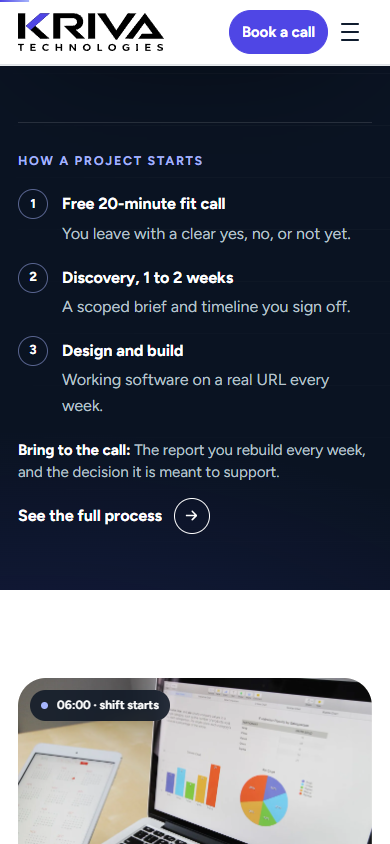 KRIVA
TECHNOLOGIES
Book a call
HOW A PROJECT STARTS
1
Free 20-minute fit call
You leave with a clear yes, no, or not yet.
2
Discovery, 1 to 2 weeks
A scoped brief and timeline you sign off.
3
Design and build
Working software on a real URL every
week.
Bring to the call: The report you rebuild every week,
and the decision it is meant to support.
See the full process
06:00 · shift starts